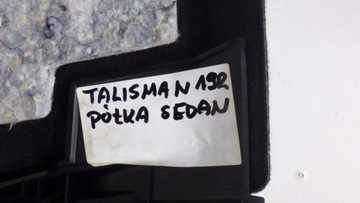 TALISMAN 192
PÓŁKA SEDAN